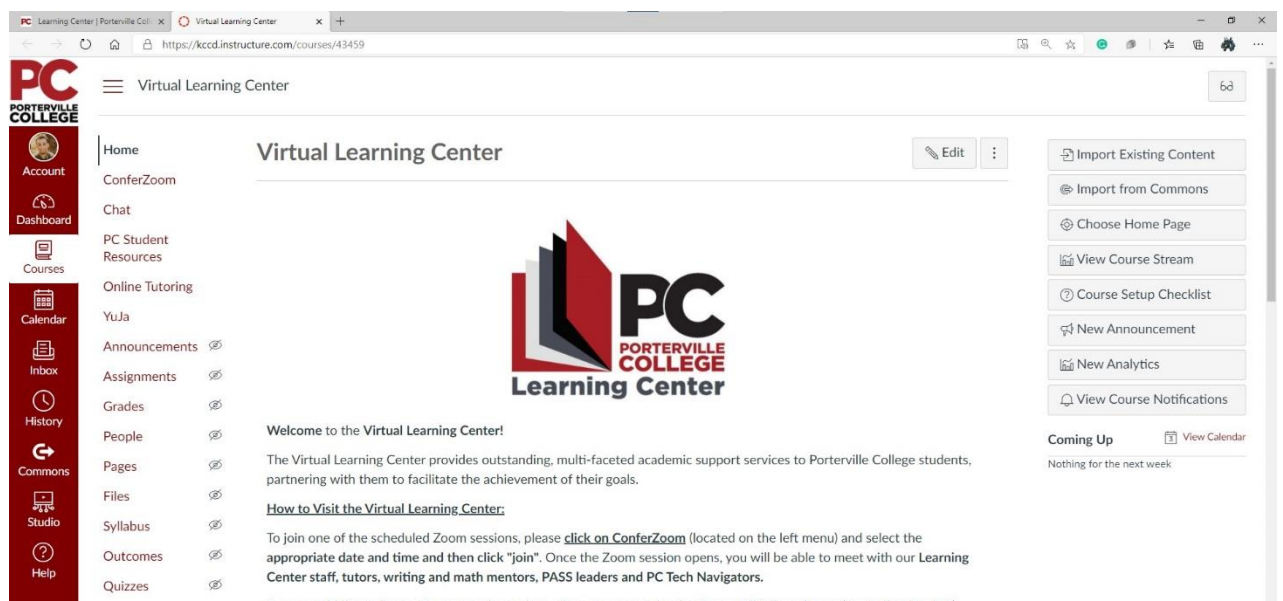 PC Learning Center | Porterville Coll
Virtual Learning Center
https://kccd.instructure.com/courses/43459
PC
PORTERVILLE
COLLEGE
Virtual Learning Center
Account
Dashboard
Courses
Calendar
Inbox
History
Commons
Studio
Help
Home
ConferZoom
Chat
PC Student
Resources
Online Tutoring
YuJa
Announcements
Assignments
Grades
People
Pages
Files
Syllabus
Outcomes
Quizzes
Virtual Learning Center
Edit
PC
PORTERVILLE
COLLEGE
Learning Center
Welcome to the Virtual Learning Center!
The Virtual Learning Center provides outstanding, multi-faceted academic support services to Porterville College students,
partnering with them to facilitate the achievement of their goals.
How to Visit the Virtual Learning Center:
To join one of the scheduled Zoom sessions, please click on ConferZoom (located on the left menu) and select the
appropriate date and time and then click "join". Once the Zoom session opens, you will be able to meet with our Learning
Center staff, tutors, writing and math mentors, PASS leaders and PC Tech Navigators.
Import Existing Content
Import from Commons
Choose Home Page
View Course Stream
Course Setup Checklist
New Announcement
New Analytics
View Course Notifications
Coming Up
3 View Calendar
Nothing for the next week